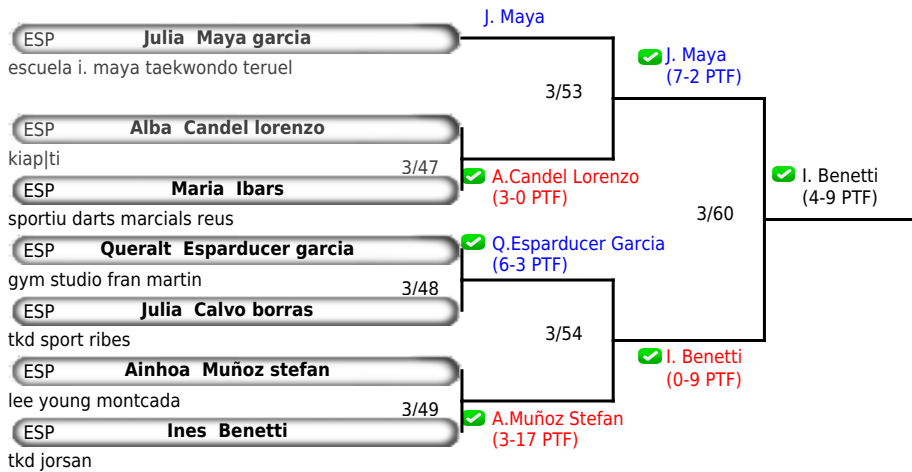 J. Maya
ESP Julia Maya garcia
escuela i. maya taekwondo teruel
J. Maya
(7-2 PTF)
3/53
ESP Alba Candel lorenzo
kiap|ti
3/47
A.Candel Lorenzo
(3-0 PTF)
ESP Maria Ibars
sportiu darts marcials reus
I. Benetti
(4-9 PTF)
3/60
ESP Queralt Esparducer garcia
gym studio fran martin
Q.Esparducer Garcia
(6-3 PTF)
3/48
ESP Julia Calvo borras
tkd sport ribes
3/54
I. Benetti
(0-9 PTF)
ESP Ainhoa Muñoz stefan
lee young montcada
3/49
A.Muñoz Stefan
(3-17 PTF)
ESP Ines Benetti
tkd jorsan